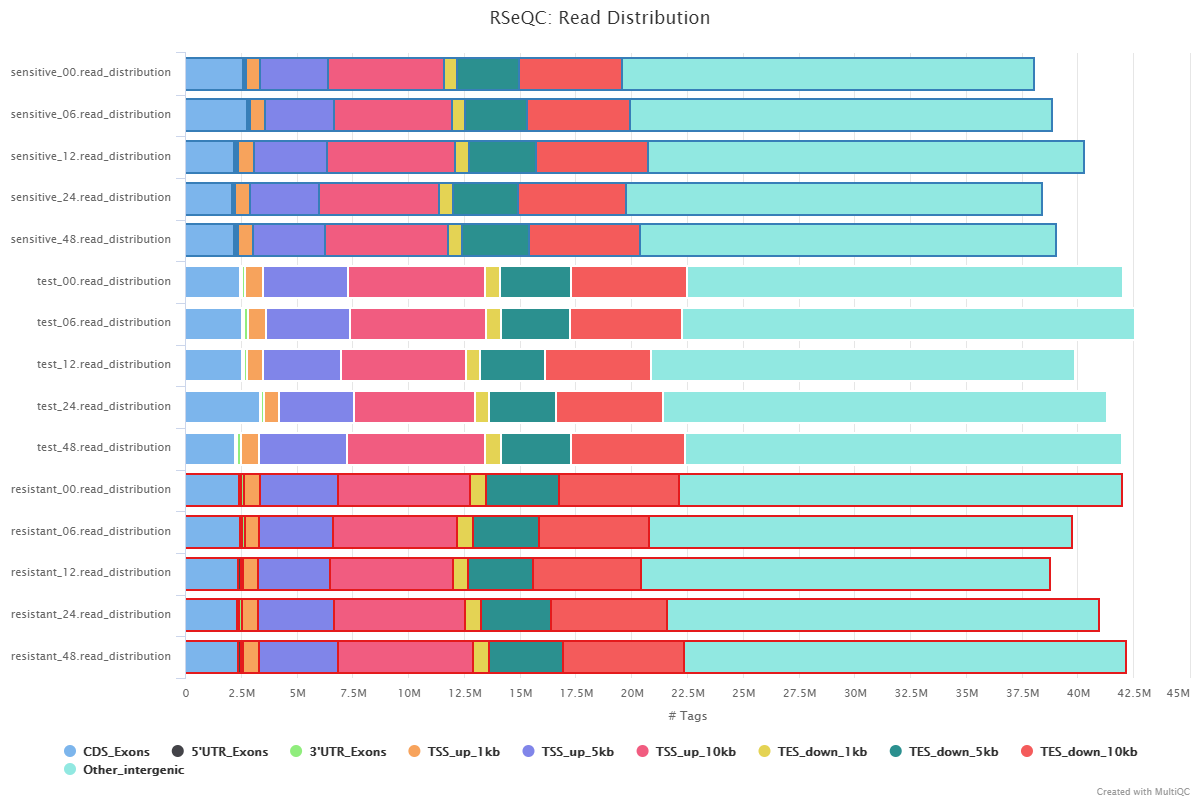 RSeQC: Read Distribution
sensitive_00.read_distribution
sensitive_06.read_distribution
sensitive_12.read_distribution
sensitive_24.read_distribution
sensitive_48.read_distribution
test_00.read_distribution
test_06.read_distribution
test_12.read_distribution
test_24.read_distribution
test_48.read_distribution
resistant_00.read_distribution
resistant_06.read_distribution
resistant_12.read_distribution
resistant_24.read_distribution
resistant_48.read_distribution
0 2.5M 5M 7.5M 10M 12.5M 15M 17.5M 20M 22.5M 25M 27.5M 30M 32.5M 35M 37.5M 40M 42.5M 45M
# Tags
CDS_Exons 5'UTR_Exons 3'UTR_Exons TSS_up_1kb TSS_up_5kb TSS_up_10kb TES_down_1kb TES_down_5kb TES_down_10kb
Other_intergenic
Created with MultiQC